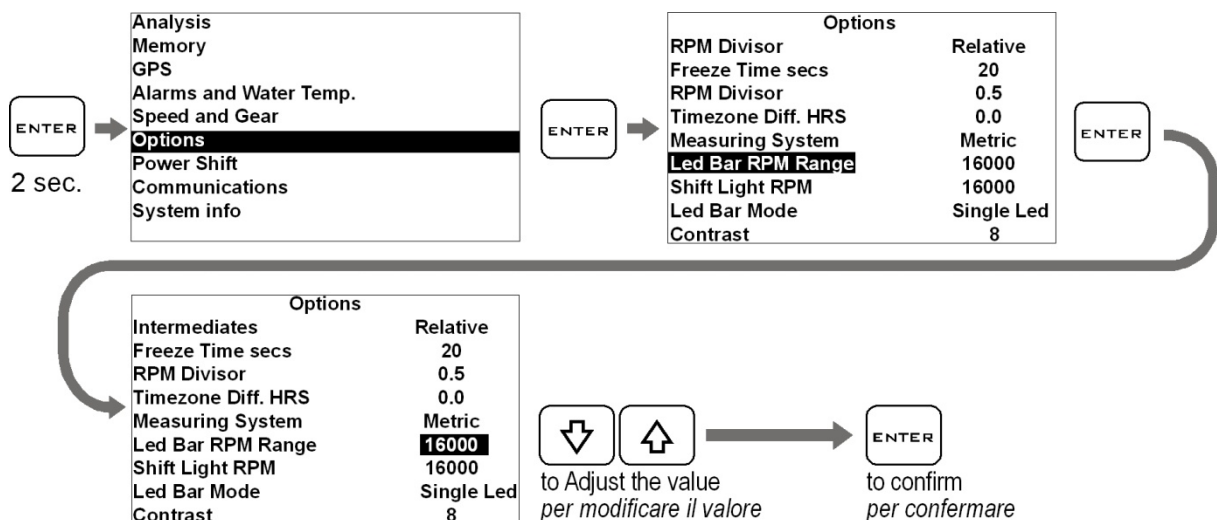 ENTER
2 sec.
Analysis
Memory
GPS
Alarms and Water Temp.
Speed and Gear
Options
Power Shift
Communications
System info
ENTER
Options
RPM Divisor Relative
Freeze Time secs 20
RPM Divisor 0.5
Timezone Diff. HRS 0.0
Measuring System Metric
Led Bar RPM Range 16000
Shift Light RPM 16000
Led Bar Mode Single Led
Contrast 8
ENTER
Options
Intermediates Relative
Freeze Time secs 20
RPM Divisor 0.5
Timezone Diff. HRS 0.0
Measuring System Metric
Led Bar RPM Range 16000
Shift Light RPM 16000
Led Bar Mode Single Led
Contrast 8
to Adjust the value
per modificare il valore
ENTER
to confirm
per confermare